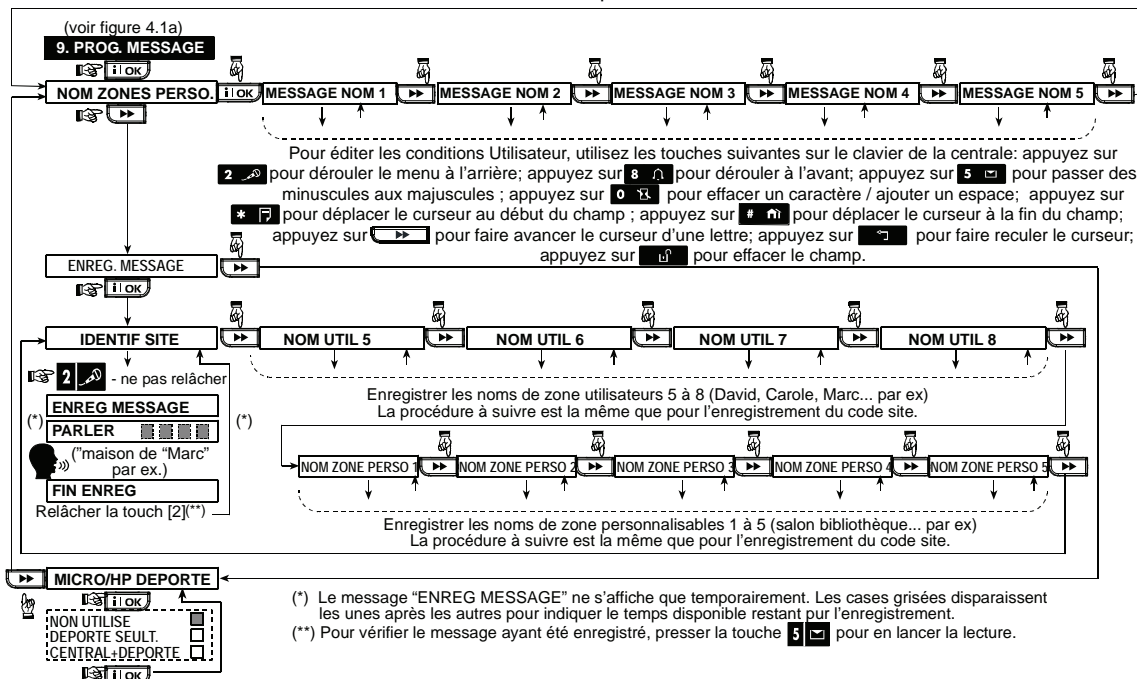 (voir figure 4.1a)
9. PROG. MESSAGE
i I OK
NOM ZONES PERSO. i I OK MESSAGE NOM 1 MESSAGE NOM 2 MESSAGE NOM 3 MESSAGE NOM 4 MESSAGE NOM 5
Pour éditer les conditions Utilisateur, utilisez les touches suivantes sur le clavier de la centrale: appuyez sur
2 pour dérouler le menu à l'arrière; appuyez sur 8 pour dérouler à l'avant; appuyez sur 5 pour passer des
minuscules aux majuscules ; appuyez sur 0 pour effacer un caractère / ajouter un espace; appuyez sur
* pour déplacer le curseur au début du champ ; appuyez sur # pour déplacer le curseur à la fin du champ;
appuyez sur pour faire avancer le curseur d'une lettre; appuyez sur pour faire reculer le curseur;
appuyez sur pour effacer le champ.
ENREG. MESSAGE
i I OK
IDENTIF SITE NOM UTIL 5 NOM UTIL 6 NOM UTIL 7 NOM UTIL 8
2 - ne pas relâcher
Enregistrer les noms de zone utilisateurs 5 à 8 (David, Carole, Marc... par ex)
La procédure à suivre est la même que pour l'enregistrement du code site.
ENREG MESSAGE
(*) (*)
PARLER
("maison de "Marc"
par ex.)
FIN ENREG
Relâcher la touch [2](**)
NOM ZONE PERSO 1 NOM ZONE PERSO 2 NOM ZONE PERSO 3 NOM ZONE PERSO 4 NOM ZONE PERSO 5
Enregistrer les noms de zone personnalisables 1 à 5 (salon bibliothèque... par ex)
La procédure à suivre est la même que pour l'enregistrement du code site.
MICRO/HP DEPORTE
i I OK
NON UTILISE
DEPORTE SEULT.
CENTRAL+DEPORTE
i I OK
(*) Le message "ENREG MESSAGE" ne s'affiche que temporairement. Les cases grisées disparaissent
les unes après les autres pour indiquer le temps disponible restant pur l'enregistrement.
(**) Pour vérifier le message ayant été enregistré, presser la touche 5 pour en lancer la lecture.